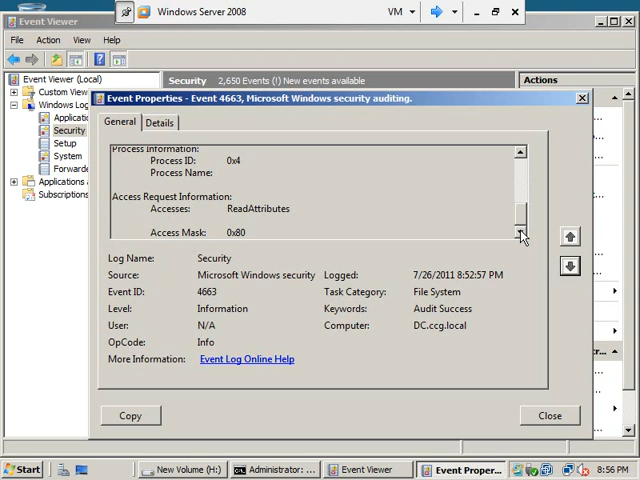 Windows Server 2008
VM
Event Viewer
File Action View Help
Event Viewer (Local)
Custom View
Windows Log
Applicatio
Security
Setup
System
Forwarde
Applications a
Subscriptions
Security 2,650 Events (!) New events available
Actions
Event Properties - Event 4663, Microsoft Windows security auditing.
General Details
Process Information:
Process ID: 0x4
Process Name:
Access Request Information:
Accesses: ReadAttributes
Access Mask: 0x80
Log Name: Security
Source: Microsoft Windows security Logged: 7/26/2011 8:52:57 PM
Event ID: 4663 Task Category: File System
Level: Information Keywords: Audit Success
User: N/A Computer: DC.ccg.local
OpCode: Info
More Information: Event Log Online Help
Copy Close
Start New Volume (H:) Administrator: ... Event Viewer Event Proper... 8:56 PM